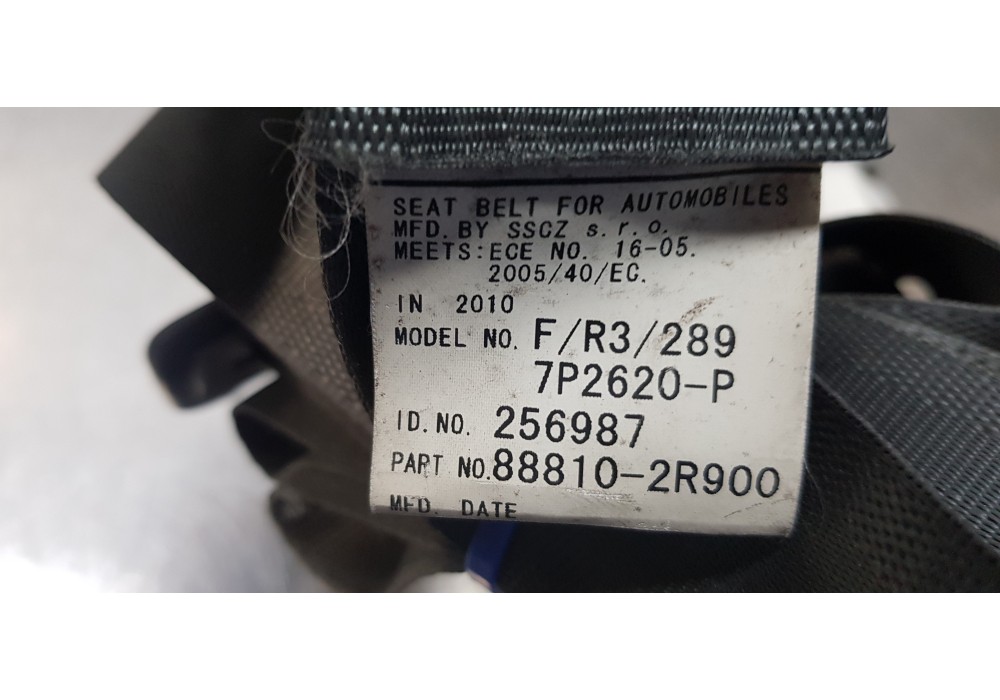 SEAT BELT FOR AUTOMOBILES
MFD. BY SSCZ s.r.o.
MEETS:ECE NO. 16-05.
2005/40/EC.
IN 2010
MODEL NO. F/R3/289
7P2620-P
ID. NO. 256987
PART NO. 88810-2R900
MFD. DATE